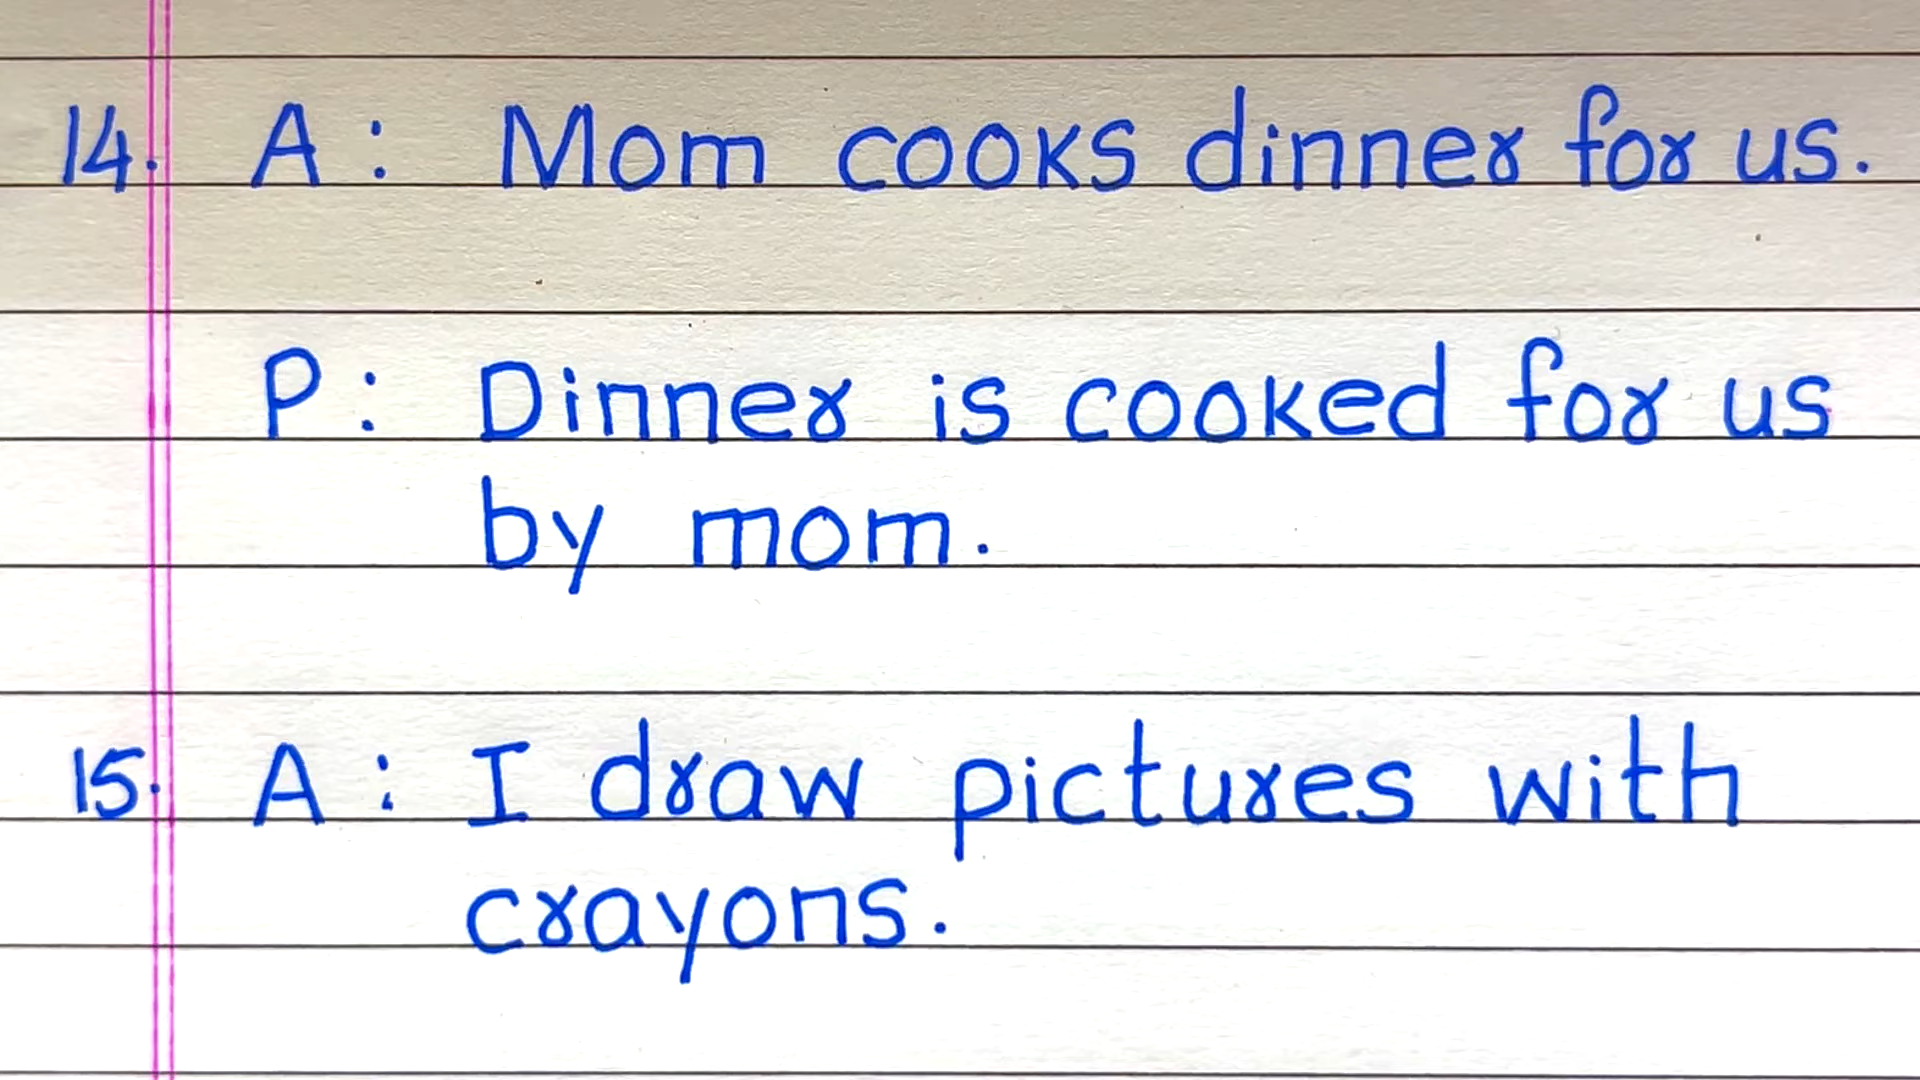 14. A : Mom cooks dinner for us.
P : Dinner is cooked for us
by mom.
15. A : I draw pictures with
crayons.